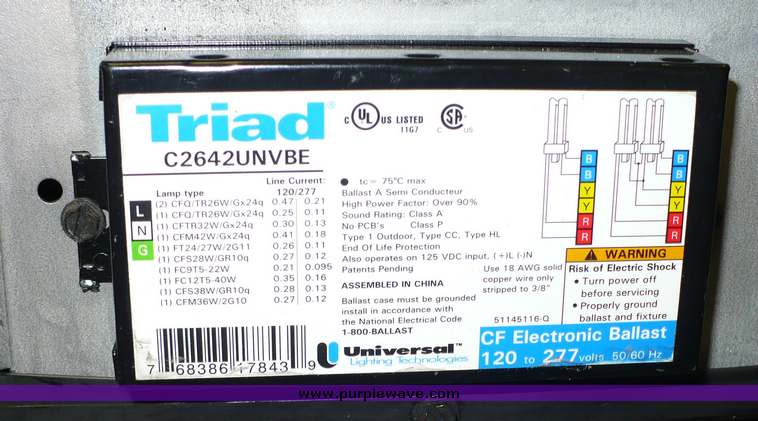 Triad®
C2642UNVBE
Lamp type
Line Current:
120/277
(2) CFQ/TR26W/Gx24q 0.47 0.21
(1) CFQ/TR26W/Gx24q 0.25 0.11
(1) CFTR32W/Gx24q 0.30 0.13
(1) CFM42W/Gx24q 0.41 0.18
(1) FT24/27W/2G11 0.26 0.11
(1) CFS28W/GR10q 0.27 0.12
(1) FC9T5-22W 0.21 0.095
(1) FC12T5-40W 0.35 0.16
(1) CFS38W/GR10q 0.28 0.13
(1) CFM36W/2G10 0.27 0.12
L
N
G
7 68386 17843 9
C UL US LISTED
11G7
C SA US
● tc = 75°C max
Ballast A Semi Conducteur
High Power Factor: Over 90%
Sound Rating: Class A
No PCB's Class P
Type 1 Outdoor, Type CC, Type HL
End Of Life Protection
Also operates on 125 VDC input, (+)L (-)N
Patents Pending
ASSEMBLED IN CHINA
Ballast case must be grounded
install in accordance with
the National Electrical Code
1-800-BALLAST
Use 18 AWG solid
copper wire only
stripped to 3/8"
51145116-Q
Universal™
Lighting Technologies
B
B
Y
Y
R
R
B
B
Y
Y
R
R
WARNING
Risk of Electric Shock
• Turn power off
before servicing
• Properly ground
ballast and fixture
CF Electronic Ballast
120 to 277 volts 50/60 Hz
www.purplewave.com